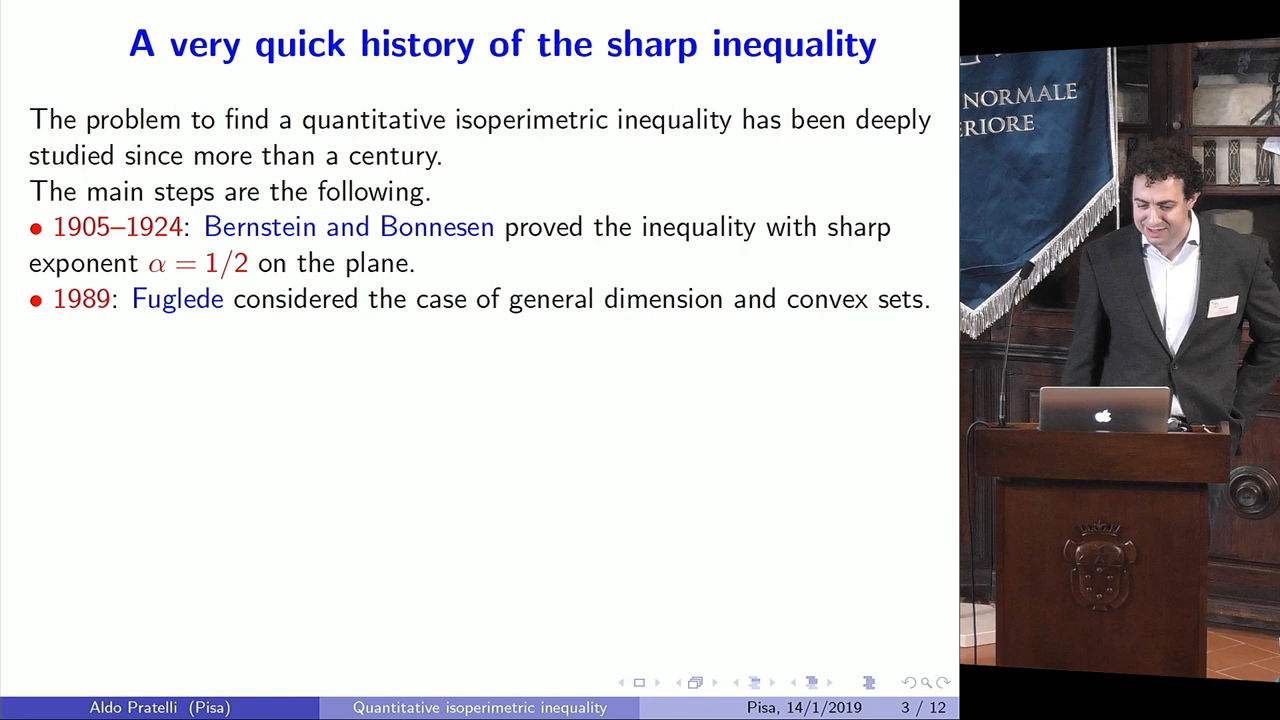 A very quick history of the sharp inequality
The problem to find a quantitative isoperimetric inequality has been deeply
studied since more than a century.
The main steps are the following.
• 1905–1924: Bernstein and Bonnesen proved the inequality with sharp
exponent α = 1/2 on the plane.
• 1989: Fuglede considered the case of general dimension and convex sets.
Aldo Pratelli (Pisa) Quantitative isoperimetric inequality Pisa, 14/1/2019 3 / 12
NORMALE
ERIORE